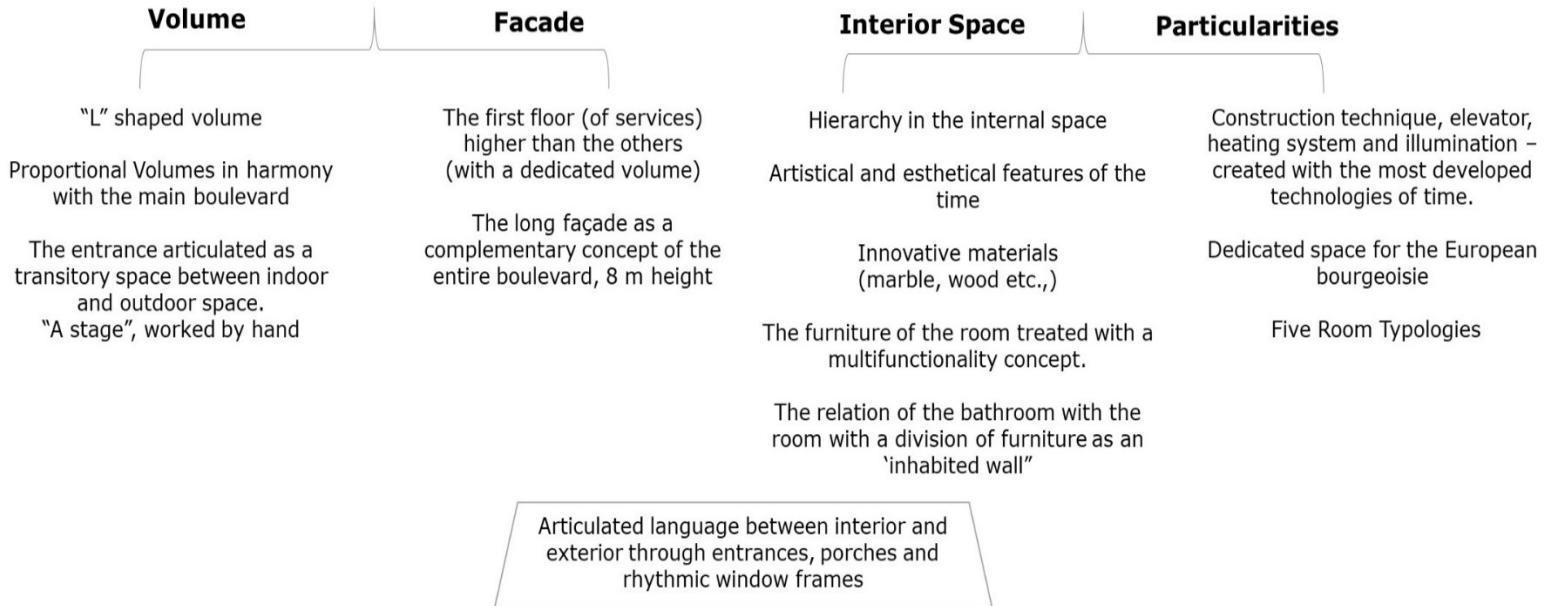 Volume
Facade
Interior Space
Particularities
“L” shaped volume
Proportional Volumes in harmony
with the main boulevard
The entrance articulated as a
transitory space between indoor
and outdoor space.
“A stage”, worked by hand
The first floor (of services)
higher than the others
(with a dedicated volume)
The long façade as a
complementary concept of the
entire boulevard, 8 m height
Hierarchy in the internal space
Artistical and esthetical features of the
time
Innovative materials
(marble, wood etc.,)
The furniture of the room treated with a
multifunctionality concept.
The relation of the bathroom with the
room with a division of furniture as an
‘inhabited wall”
Construction technique, elevator,
heating system and illumination –
created with the most developed
technologies of time.
Dedicated space for the European
bourgeoisie
Five Room Typologies
Articulated language between interior and
exterior through entrances, porches and
rhythmic window frames